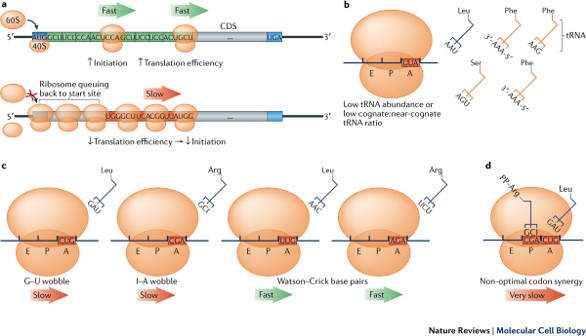 a
60S
Fast
Fast
CDS
5′
3′
40S
UGA
↑Initiation
↑Translation efficiency
Ribosome queuing
back to start site
Slow
5′
3′
↓Translation efficiency → ↓Initiation
b
Leu
Phe
Phe
AAU
3′-AAA-5′
AAG
tRNA
UUA
E P A
Ser
Phe
AGU
3′-AAA-5′
Low tRNA abundance or
low cognate:near-cognate
tRNA ratio
c
Leu
Arg
Leu
Arg
GAU
GCI
AAC
UCU
CUG
CGA
UUG
AGA
E P A
E P A
E P A
E P A
G–U wobble
I–A wobble
Watson–Crick base pairs
Slow
Slow
Fast
Fast
d
PP-Arg
Leu
GCI
GAU
CGA
CUG
E P A
Non-optimal codon synergy
Very slow
Nature Reviews | Molecular Cell Biology